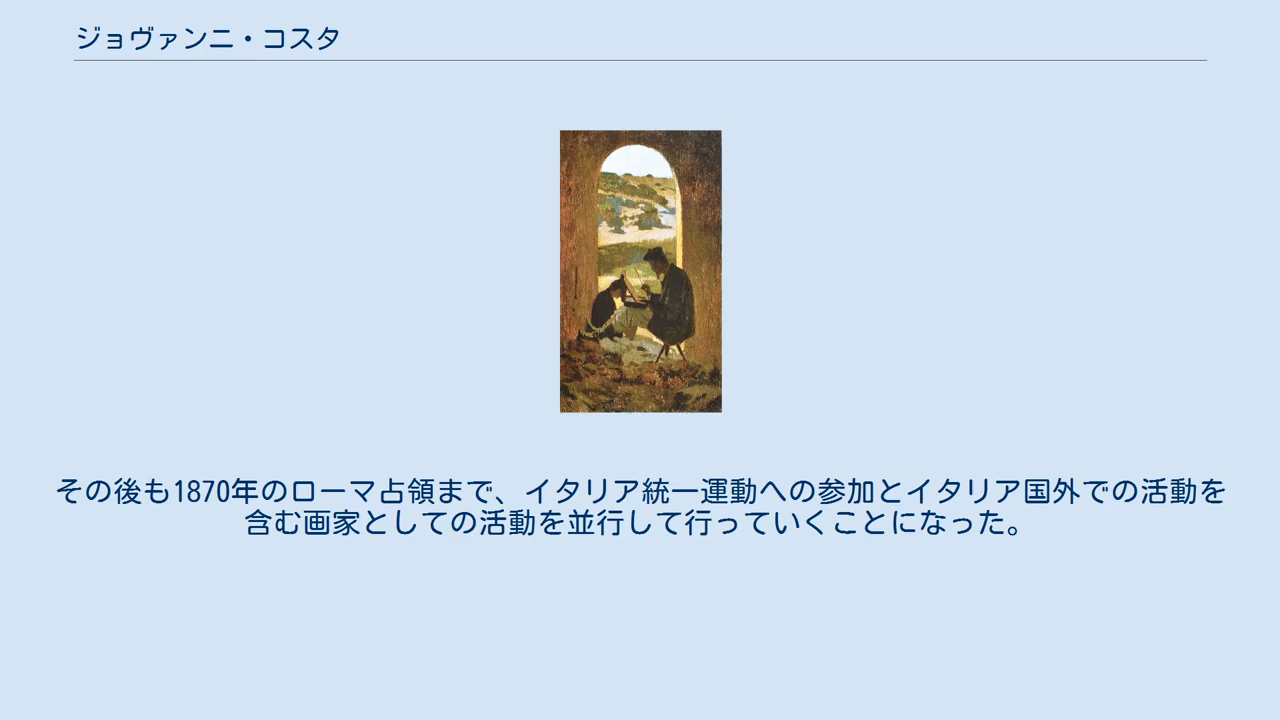 ジョヴァンニ・コスタ
その後も1870年のローマ占領まで、イタリア統一運動への参加とイタリア国外での活動を
含む画家としての活動を並行して行っていくことになった。